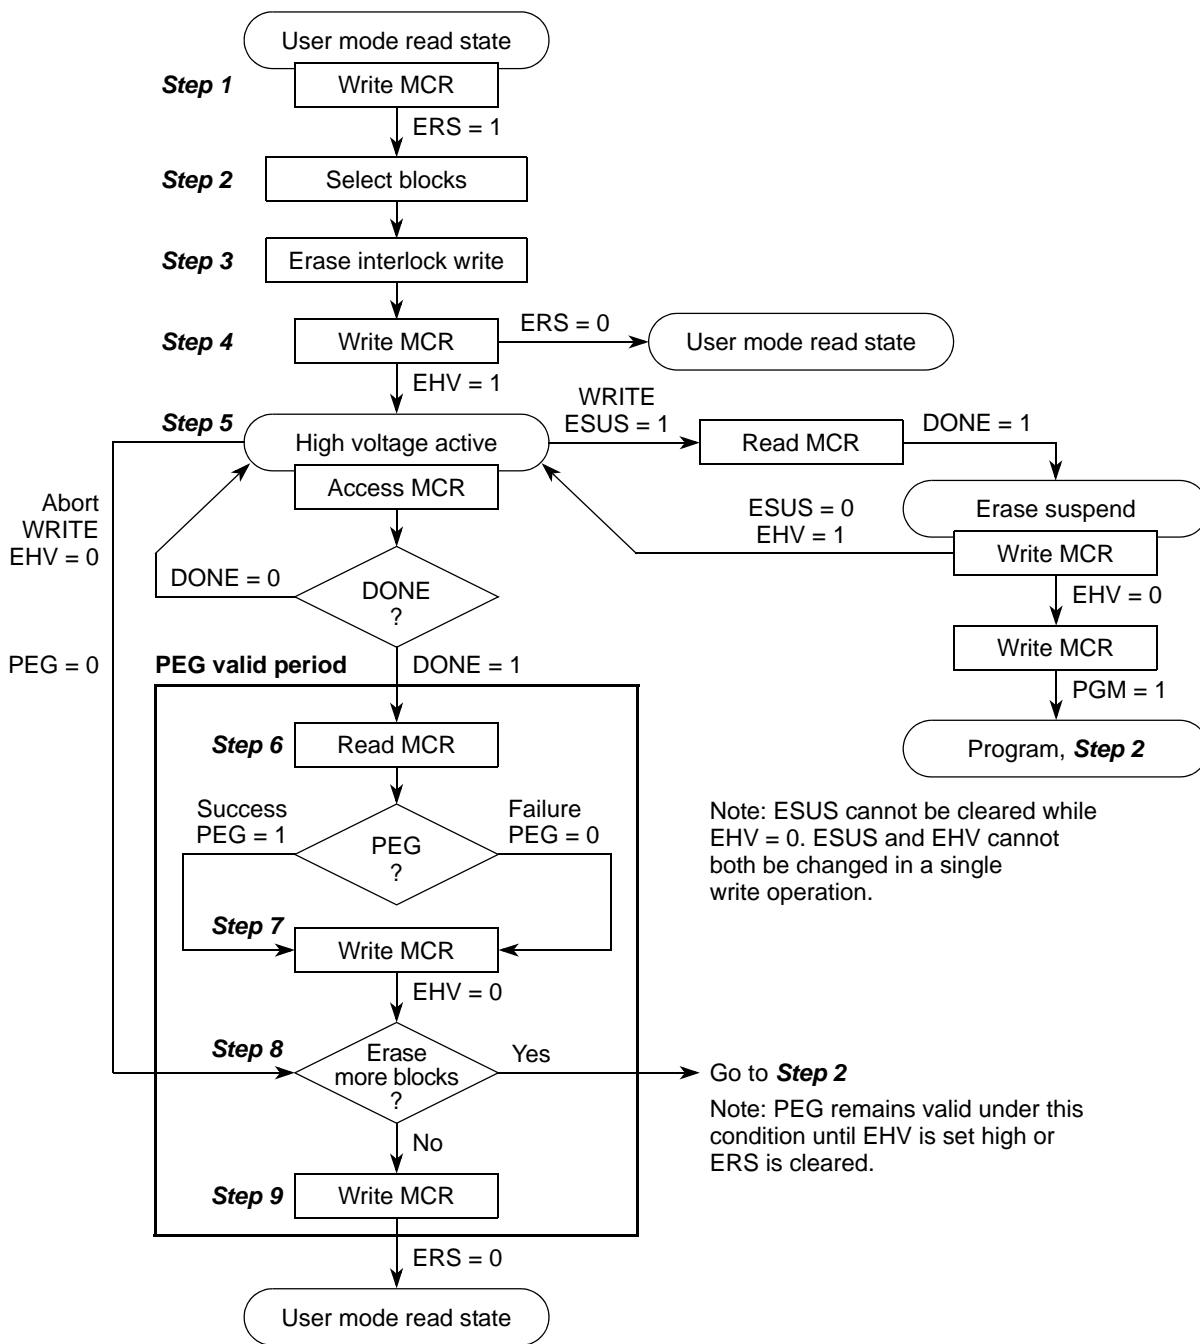 User mode read state
Step 1
Write MCR
ERS = 1
Step 2
Select blocks
Step 3
Erase interlock write
Step 4
Write MCR
ERS = 0
User mode read state
EHV = 1
Step 5
High voltage active
WRITE
ESUS = 1
Read MCR
DONE = 1
Access MCR
Abort
WRITE
EHV = 0
ESUS = 0
EHV = 1
Erase suspend
Write MCR
DONE = 0
DONE
?
EHV = 0
Write MCR
PEG = 0
PEG valid period
DONE = 1
PGM = 1
Step 6
Read MCR
Program, Step 2
Success
PEG = 1
PEG
?
Failure
PEG = 0
Note: ESUS cannot be cleared while
EHV = 0. ESUS and EHV cannot
both be changed in a single
write operation.
Step 7
Write MCR
EHV = 0
Step 8
Erase
more blocks
?
Yes
Go to Step 2
Note: PEG remains valid under this
condition until EHV is set high or
ERS is cleared.
No
Step 9
Write MCR
ERS = 0
User mode read state